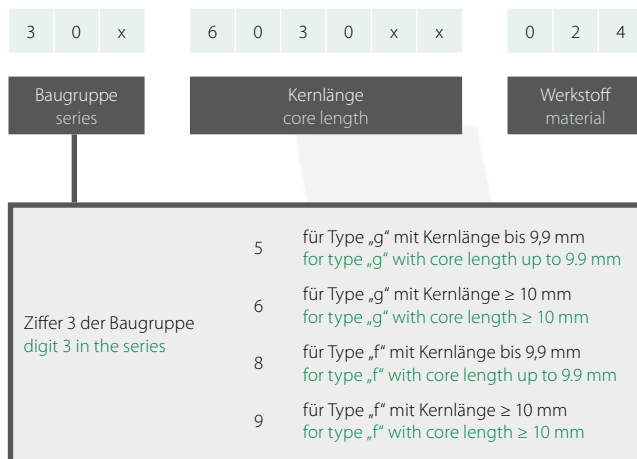 3 0 x 6 0 3 0 x x 0 2 4
Baugruppe Kernlänge Werkstoff
series core length material
für Type „g“ mit Kernlänge bis 9,9 mm
5
for type „g“ with core length up to 9.9 mm
für Type „g“ mit Kernlänge ≥ 10 mm
6
for type „g“ with core length ≥ 10 mm
Ziffer 3 der Baugruppe
digit 3 in the series
für Type „f“ mit Kernlänge bis 9,9 mm
8
for type „f“ with core length up to 9.9 mm
für Type „f“ mit Kernlänge ≥ 10 mm
9
for type „f“ with core length ≥ 10 mm